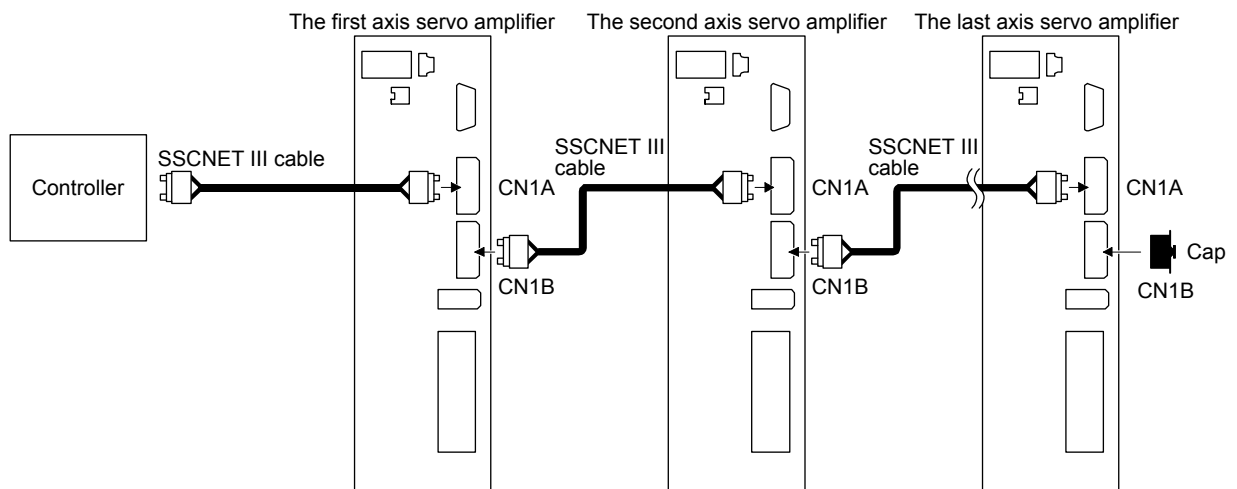 The first axis servo amplifier
The second axis servo amplifier
The last axis servo amplifier
Controller
SSCNET III cable
CN1A
CN1B
SSCNET III
cable
CN1A
CN1B
SSCNET III
cable
CN1A
Cap
CN1B